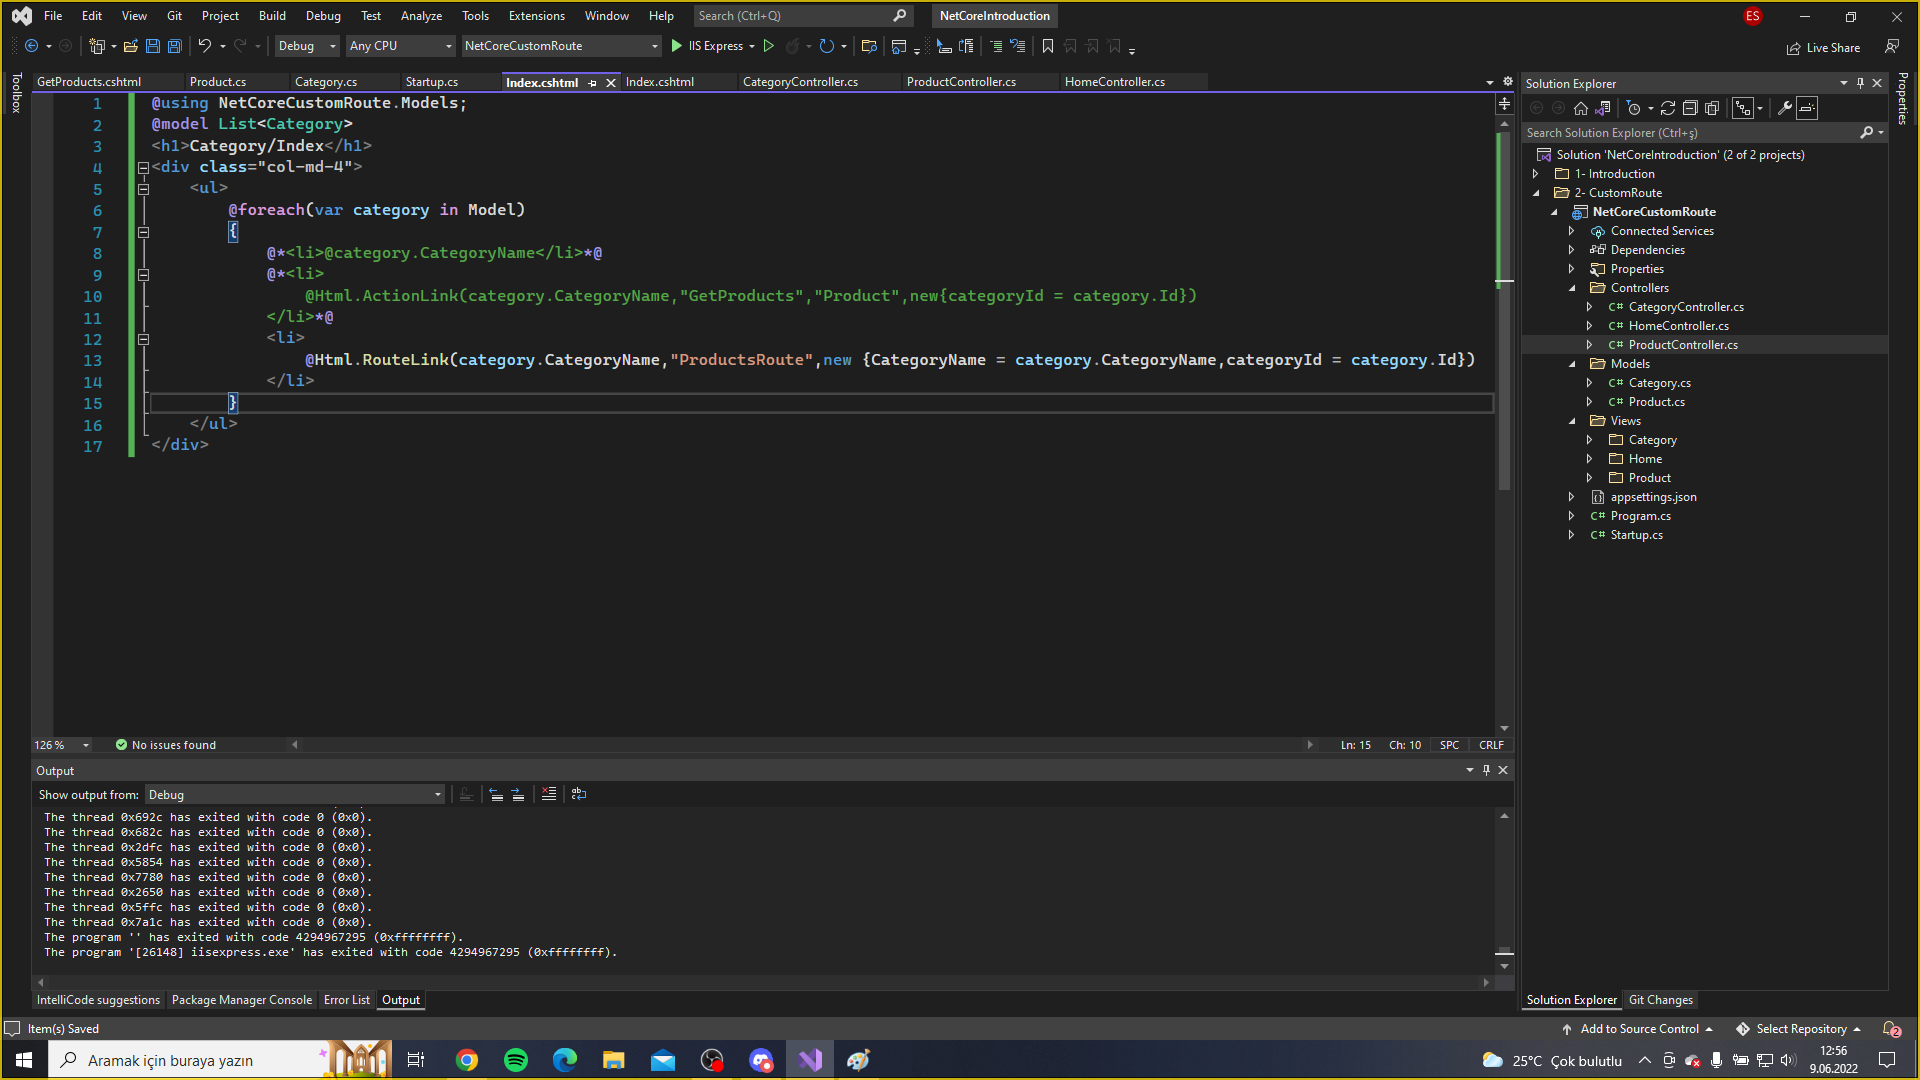 File Edit View Git Project Build Debug Test Analyze Tools Extensions Window Help Search (Ctrl+Q) NetCoreIntroduction ES
Debug Any CPU NetCoreCustomRoute IIS Express Live Share
Toolbox
GetProducts.cshtml Product.cs Category.cs Startup.cs Index.cshtml Index.cshtml CategoryController.cs ProductController.cs HomeController.cs
1 @using NetCoreCustomRoute.Models;
2 @model List<Category>
3 <h1>Category/Index</h1>
4 <div class="col-md-4">
5 <ul>
6 @foreach(var category in Model)
7 {
8 @*<li>@category.CategoryName</li>*@
9 @*<li>
10 @Html.ActionLink(category.CategoryName,"GetProducts","Product",new{categoryId = category.Id})
11 </li>*@
12 <li>
13 @Html.RouteLink(category.CategoryName,"ProductsRoute",new {CategoryName = category.CategoryName,categoryId = category.Id})
14 </li>
15 }
16 </ul>
17 </div>
126 % No issues found Ln: 15 Ch: 10 SPC CRLF
Output
Show output from: Debug
The thread 0x692c has exited with code 0 (0x0).
The thread 0x682c has exited with code 0 (0x0).
The thread 0x2dfc has exited with code 0 (0x0).
The thread 0x5854 has exited with code 0 (0x0).
The thread 0x7780 has exited with code 0 (0x0).
The thread 0x2650 has exited with code 0 (0x0).
The thread 0x5ffc has exited with code 0 (0x0).
The thread 0x7a1c has exited with code 0 (0x0).
The program '' has exited with code 4294967295 (0xffffffff).
The program '[26148] iisexpress.exe' has exited with code 4294967295 (0xffffffff).
IntelliCode suggestions Package Manager Console Error List Output
Solution Explorer
Search Solution Explorer (Ctrl+ş)
Solution 'NetCoreIntroduction' (2 of 2 projects)
1- Introduction
2- CustomRoute
NetCoreCustomRoute
Connected Services
Dependencies
Properties
Controllers
C# CategoryController.cs
C# HomeController.cs
C# ProductController.cs
Models
C# Category.cs
C# Product.cs
Views
Category
Home
Product
appsettings.json
C# Program.cs
C# Startup.cs
Solution Explorer Git Changes
Properties
Item(s) Saved Add to Source Control Select Repository 2
Aramak için buraya yazın 25°C Çok bulutlu 12:56
9.06.2022